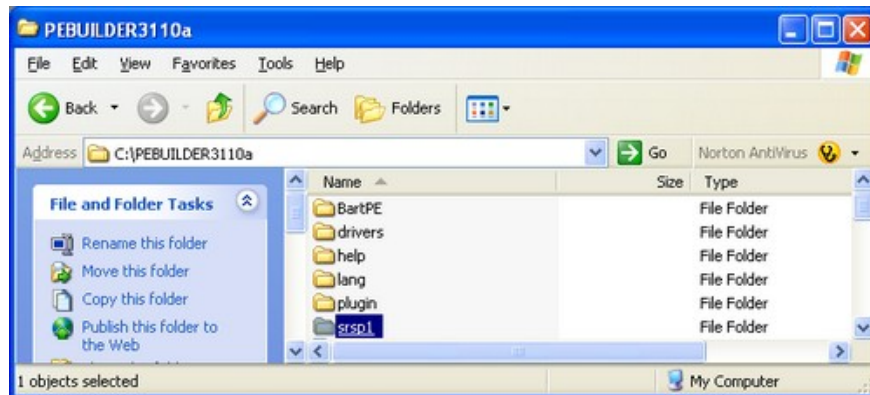 PEBUILDER3110a
File Edit View Favorites Tools Help
Back Search Folders
Address C:\PEBUILDER3110a Go Norton AntiVirus
File and Folder Tasks
Rename this folder
Move this folder
Copy this folder
Publish this folder to
the Web
Name Size Type
BartPE File Folder
drivers File Folder
help File Folder
lang File Folder
plugin File Folder
srsp1 File Folder
1 objects selected My Computer